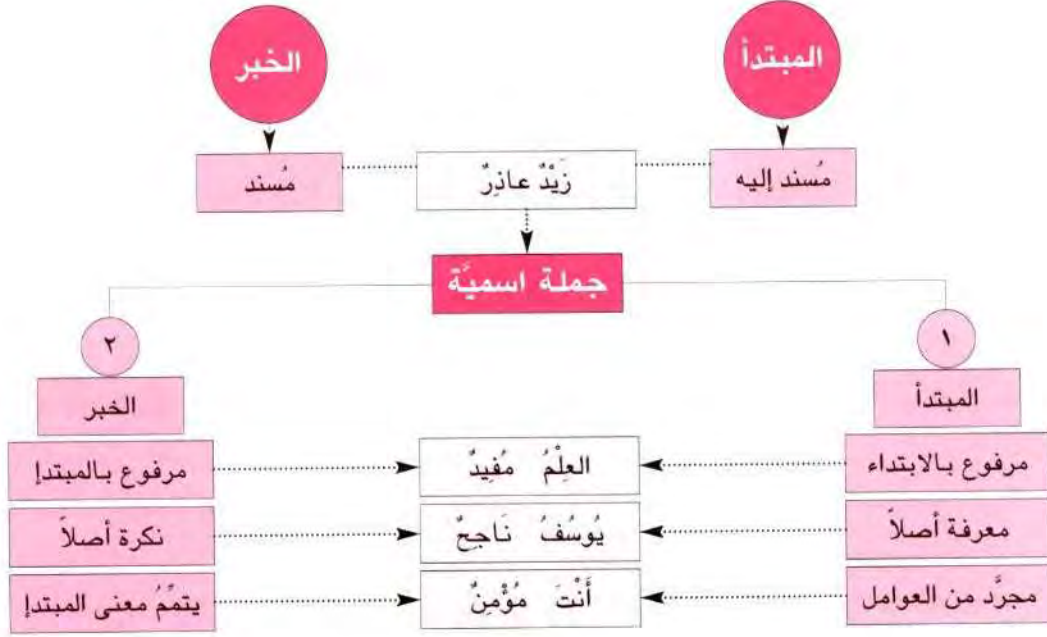 المبتدأ
الخبر
مُسند إليه
زَيْدٌ عاذِرٌ
مُسند
جملة اسميَّة
١
٢
المبتدأ
الخبر
مرفوع بالابتداء
العِلْمُ مُفِيدٌ
مرفوع بالمبتدإ
معرفة أصلاً
يُوسُفُ نَاجِحٌ
نكرة أصلاً
مجرَّد من العوامل
أَنْتَ مُؤْمِنٌ
يتمِّمُ معنى المبتدإ